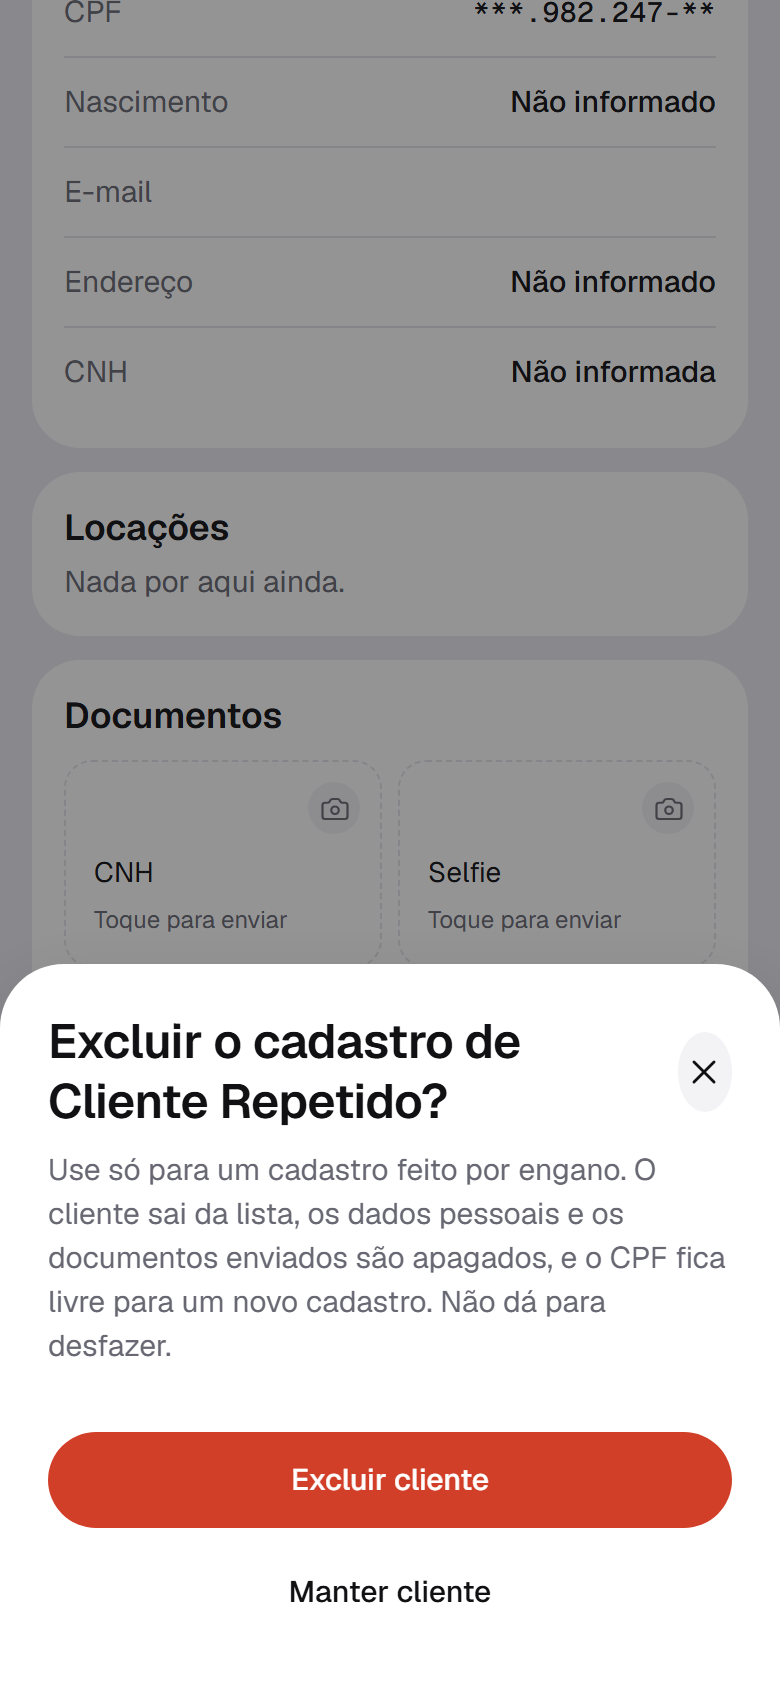 CPF ***.982.247-**
Nascimento Não informado
E-mail
Endereço Não informado
CNH Não informada
Locações
Nada por aqui ainda.
Documentos
CNH
Toque para enviar
Selfie
Toque para enviar
Excluir o cadastro de
Cliente Repetido?
Use só para um cadastro feito por engano. O
cliente sai da lista, os dados pessoais e os
documentos enviados são apagados, e o CPF fica
livre para um novo cadastro. Não dá para
desfazer.
Excluir cliente
Manter cliente